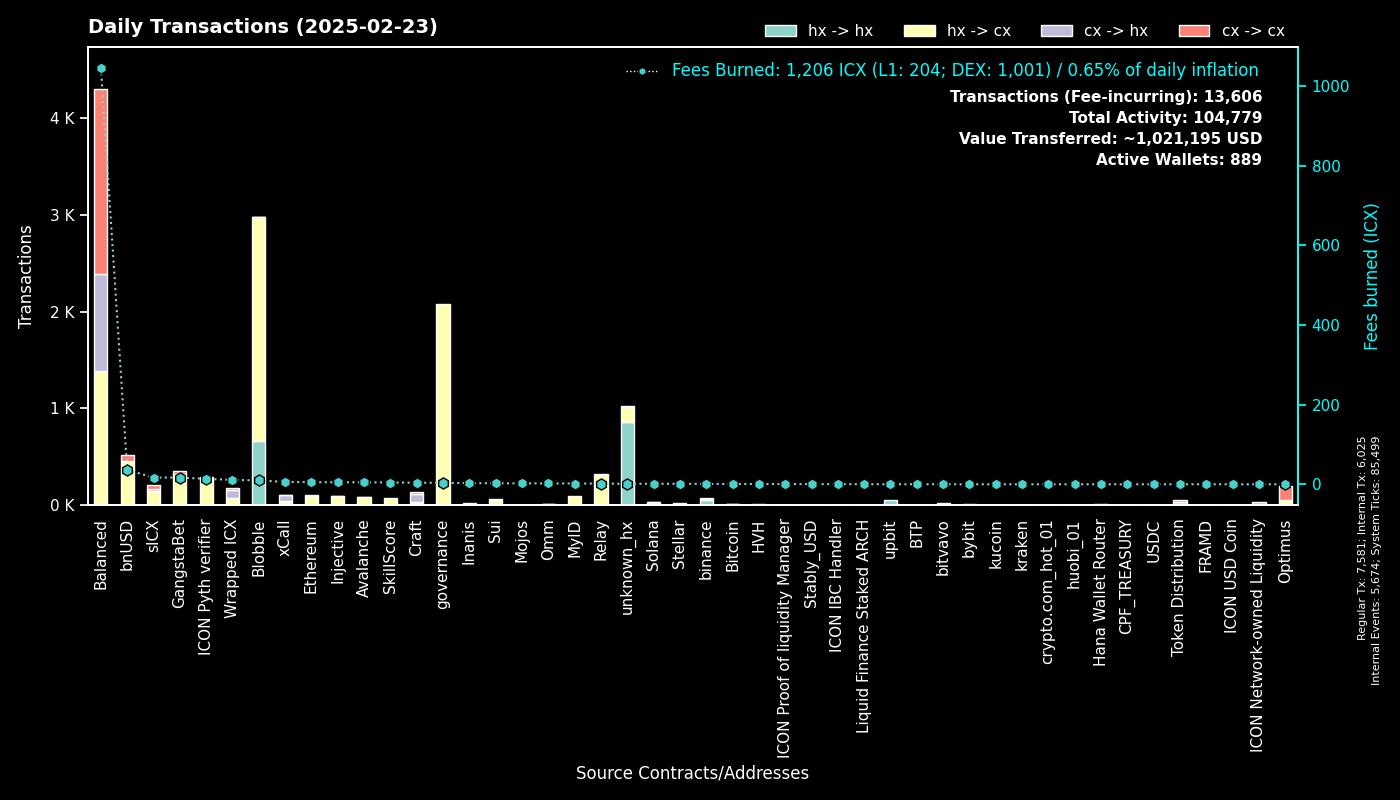 Daily Transactions (2025-02-23)
hx -> hx
hx -> cx
cx -> hx
cx -> cx
Fees Burned: 1,206 ICX (L1: 204; DEX: 1,001) / 0.65% of daily inflation
Transactions (Fee-incurring): 13,606
Total Activity: 104,779
Value Transferred: ~1,021,195 USD
Active Wallets: 889
Transactions
4 K
3 K
2 K
1 K
0 K
1000
800
600
400
200
0
Fees burned (ICX)
Regular Tx: 7,581; Internal Tx: 6,025
Internal Events: 5,674; System Ticks: 85,499
Balanced
bnUSD
sICX
GangstaBet
ICON Pyth verifier
Wrapped ICX
Blobble
xCall
Ethereum
Injective
Avalanche
SkillScore
Craft
governance
Inanis
Sui
Mojos
Omm
MyID
Relay
unknown_hx
Solana
Stellar
binance
Bitcoin
HVH
ICON Proof of liquidity Manager
Stably_USD
ICON IBC Handler
Liquid Finance Staked ARCH
upbit
BTP
bitvavo
bybit
kucoin
kraken
crypto.com_hot_01
huobi_01
Hana Wallet Router
CPF_TREASURY
USDC
Token Distribution
FRAMD
ICON USD Coin
ICON Network-owned Liquidity
Optimus
Source Contracts/Addresses